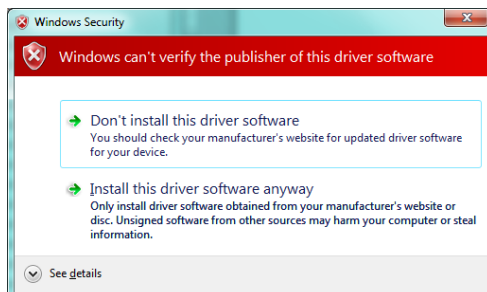 Windows Security
Windows can't verify the publisher of this driver software
Don't install this driver software
You should check your manufacturer's website for updated driver software
for your device.
Install this driver software anyway
Only install driver software obtained from your manufacturer's website or
disc. Unsigned software from other sources may harm your computer or steal
information.
See details